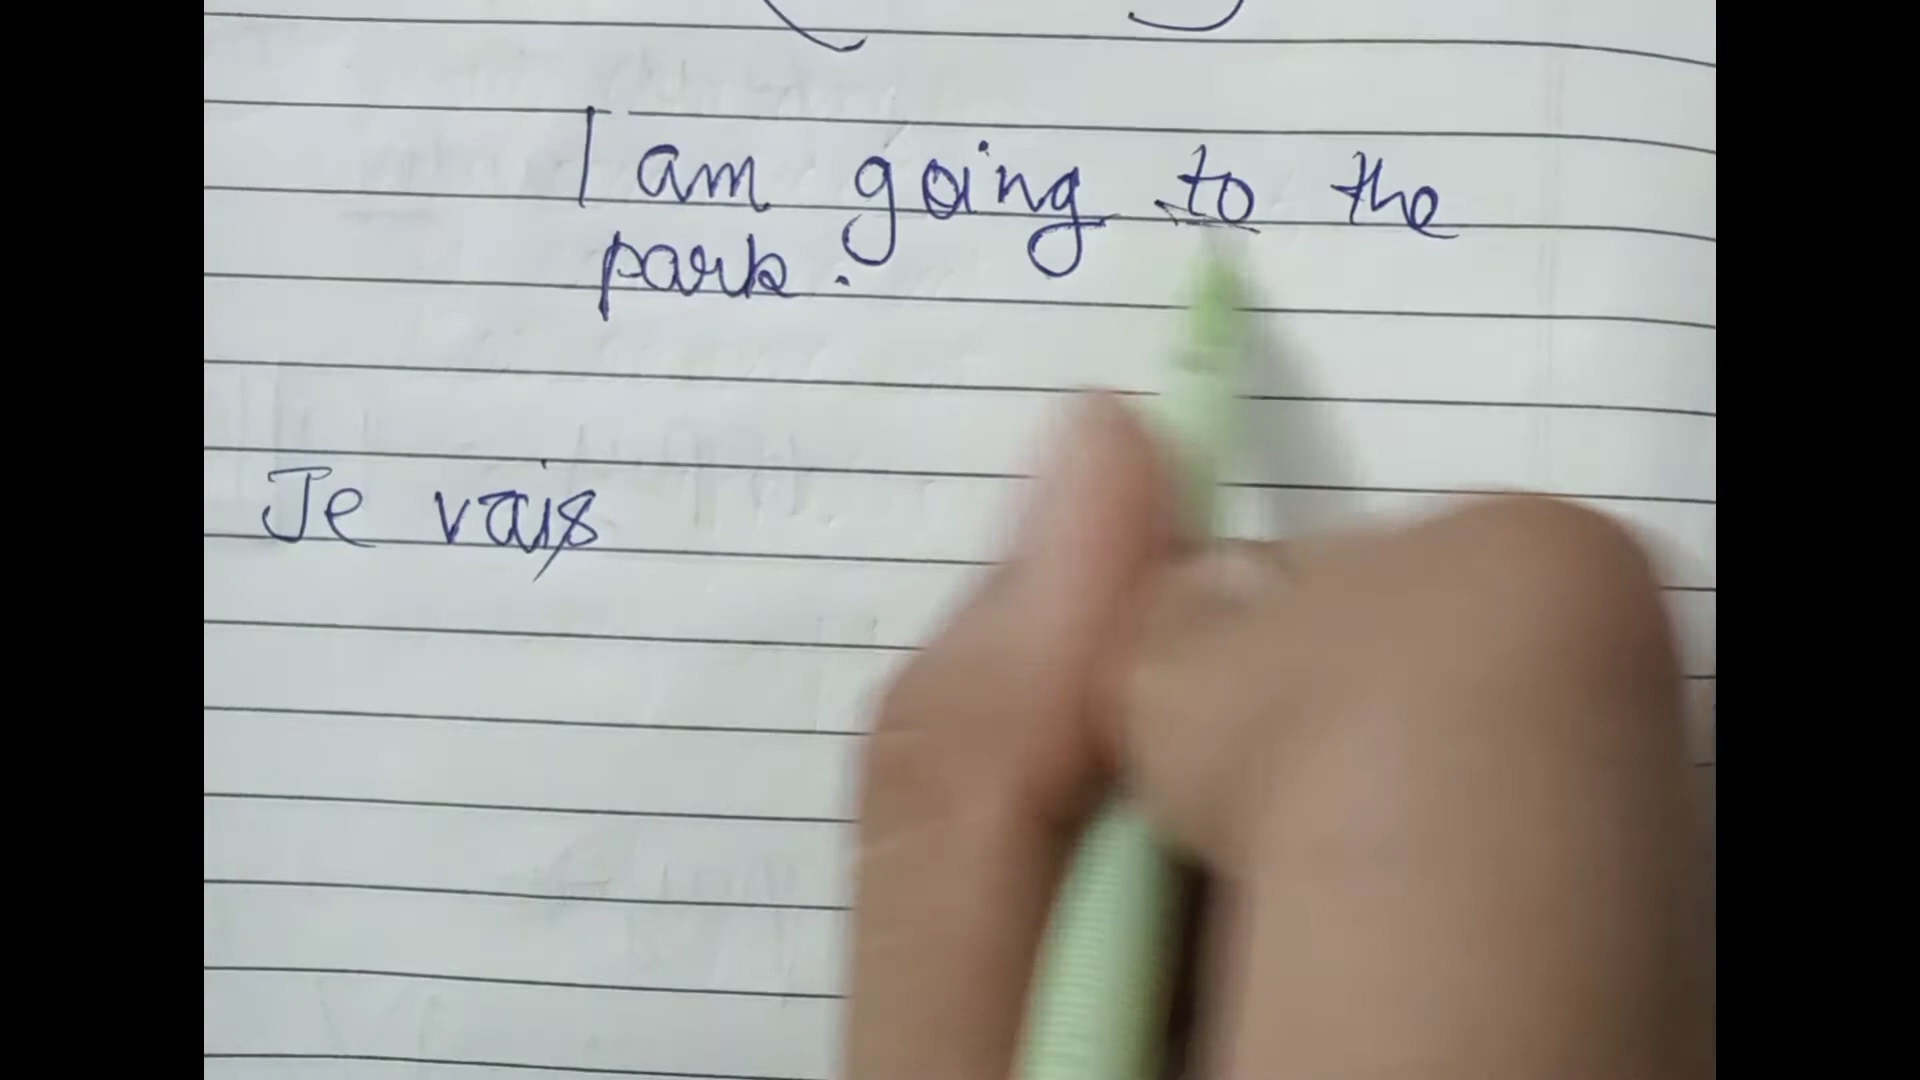 I am going to the
park.
Je vais